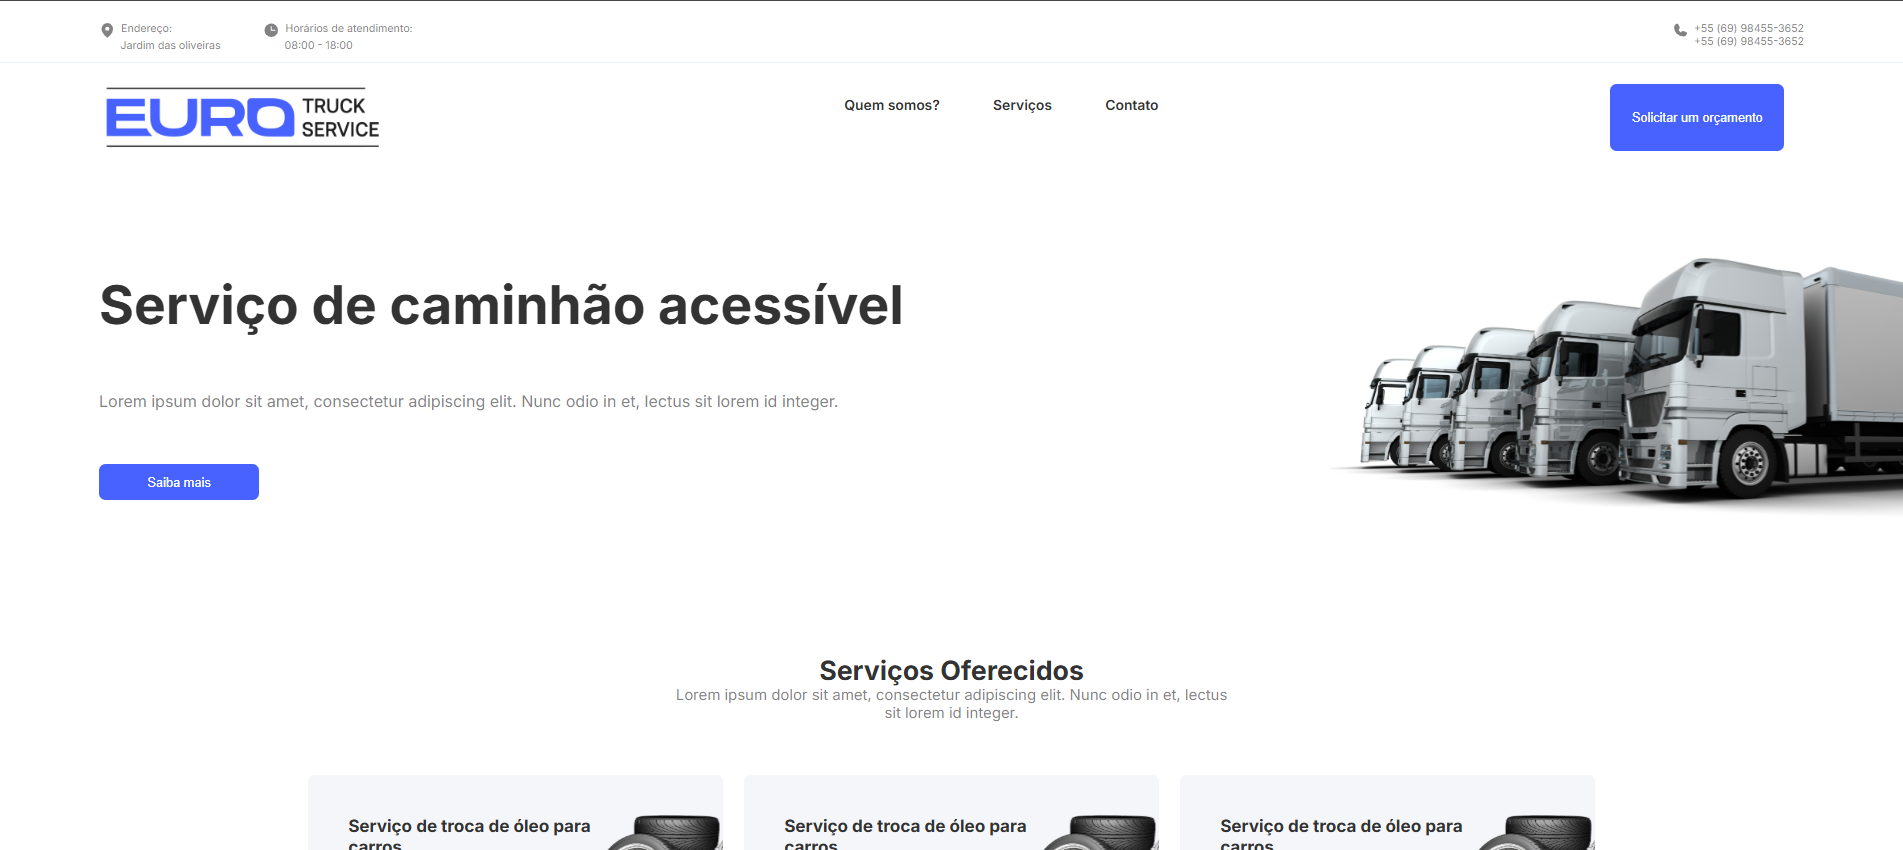 Endereço:
Jardim das oliveiras
Horários de atendimento:
08:00 - 18:00
+55 (69) 98455-3652
+55 (69) 98455-3652
EURO TRUCK
SERVICE
Quem somos?
Serviços
Contato
Solicitar um orçamento
Serviço de caminhão acessível
Lorem ipsum dolor sit amet, consectetur adipiscing elit. Nunc odio in et, lectus sit lorem id integer.
Saiba mais
Serviços Oferecidos
Lorem ipsum dolor sit amet, consectetur adipiscing elit. Nunc odio in et, lectus
sit lorem id integer.
Serviço de troca de óleo para
carros
Serviço de troca de óleo para
carros
Serviço de troca de óleo para
carros